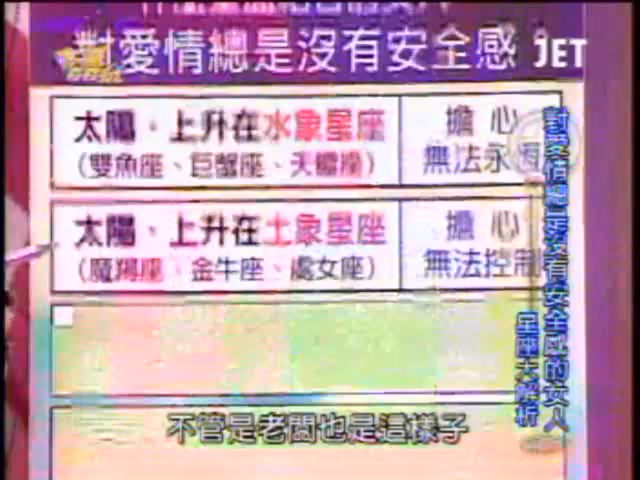 對愛情總是沒有安全感
JET
太陽、上升在水象星座
(雙魚座、巨蟹座、天蠍座)
擔心
無法永恆
太陽、上升在土象星座
(魔羯座、金牛座、處女座)
擔心
無法控制
對愛情總是沒有安全感的女人
星座大解析
不管是老闆也是這樣子